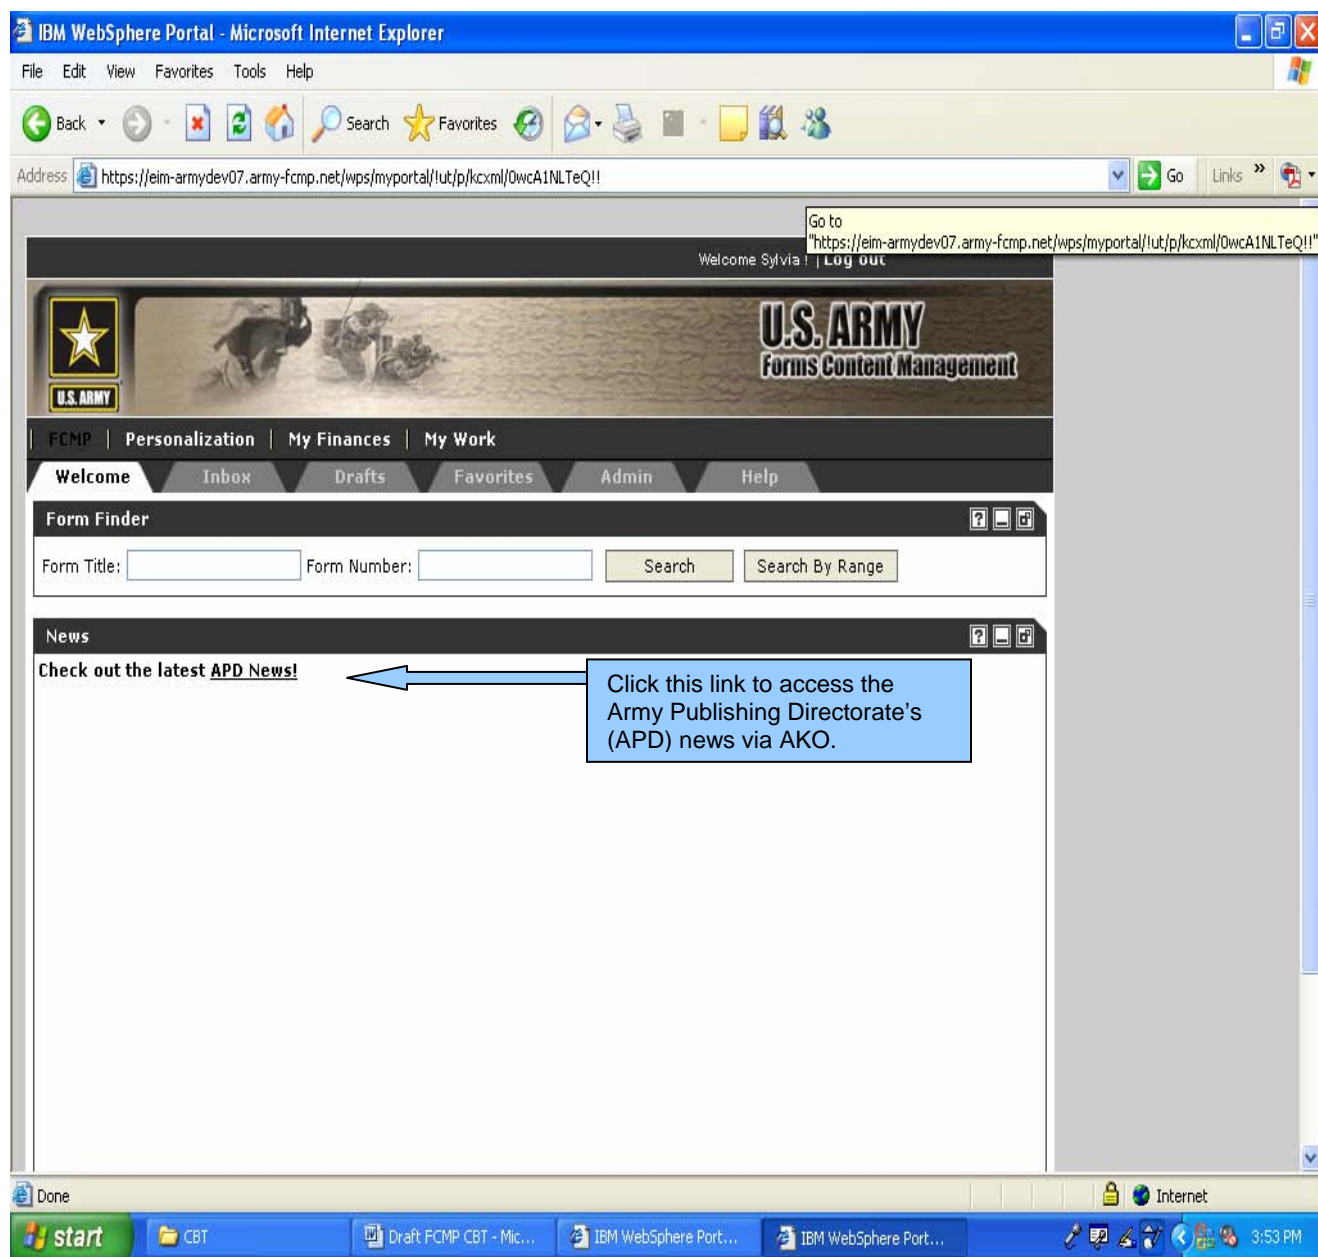 IBM WebSphere Portal - Microsoft Internet Explorer
File Edit View Favorites Tools Help
Back Search Favorites
Address https://eim-armydev07.army-fcmp.net/wps/myportal/!ut/p/kcxml/0wcA1NLTeQ!! Go Links »
Go to
"https://eim-armydev07.army-fcmp.net/wps/myportal/!ut/p/kcxml/0wcA1NLTeQ!!"
Welcome Sylvia ! | Log out
U.S. ARMY
Forms Content Management
U.S. ARMY
FCMP | Personalization | My Finances | My Work
Welcome Inbox Drafts Favorites Admin Help
Form Finder
Form Title: Form Number: Search Search By Range
News
Check out the latest APD News!
Click this link to access the
Army Publishing Directorate’s
(APD) news via AKO.
Done Internet
start CBT Draft FCMP CBT - Mic... IBM WebSphere Port... IBM WebSphere Port... 3:53 PM